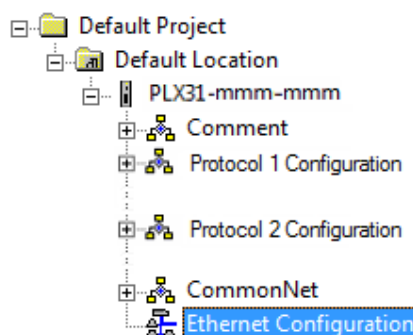 Default Project
Default Location
PLX31-mmm-mmm
Comment
Protocol 1 Configuration
Protocol 2 Configuration
CommonNet
Ethernet Configuration